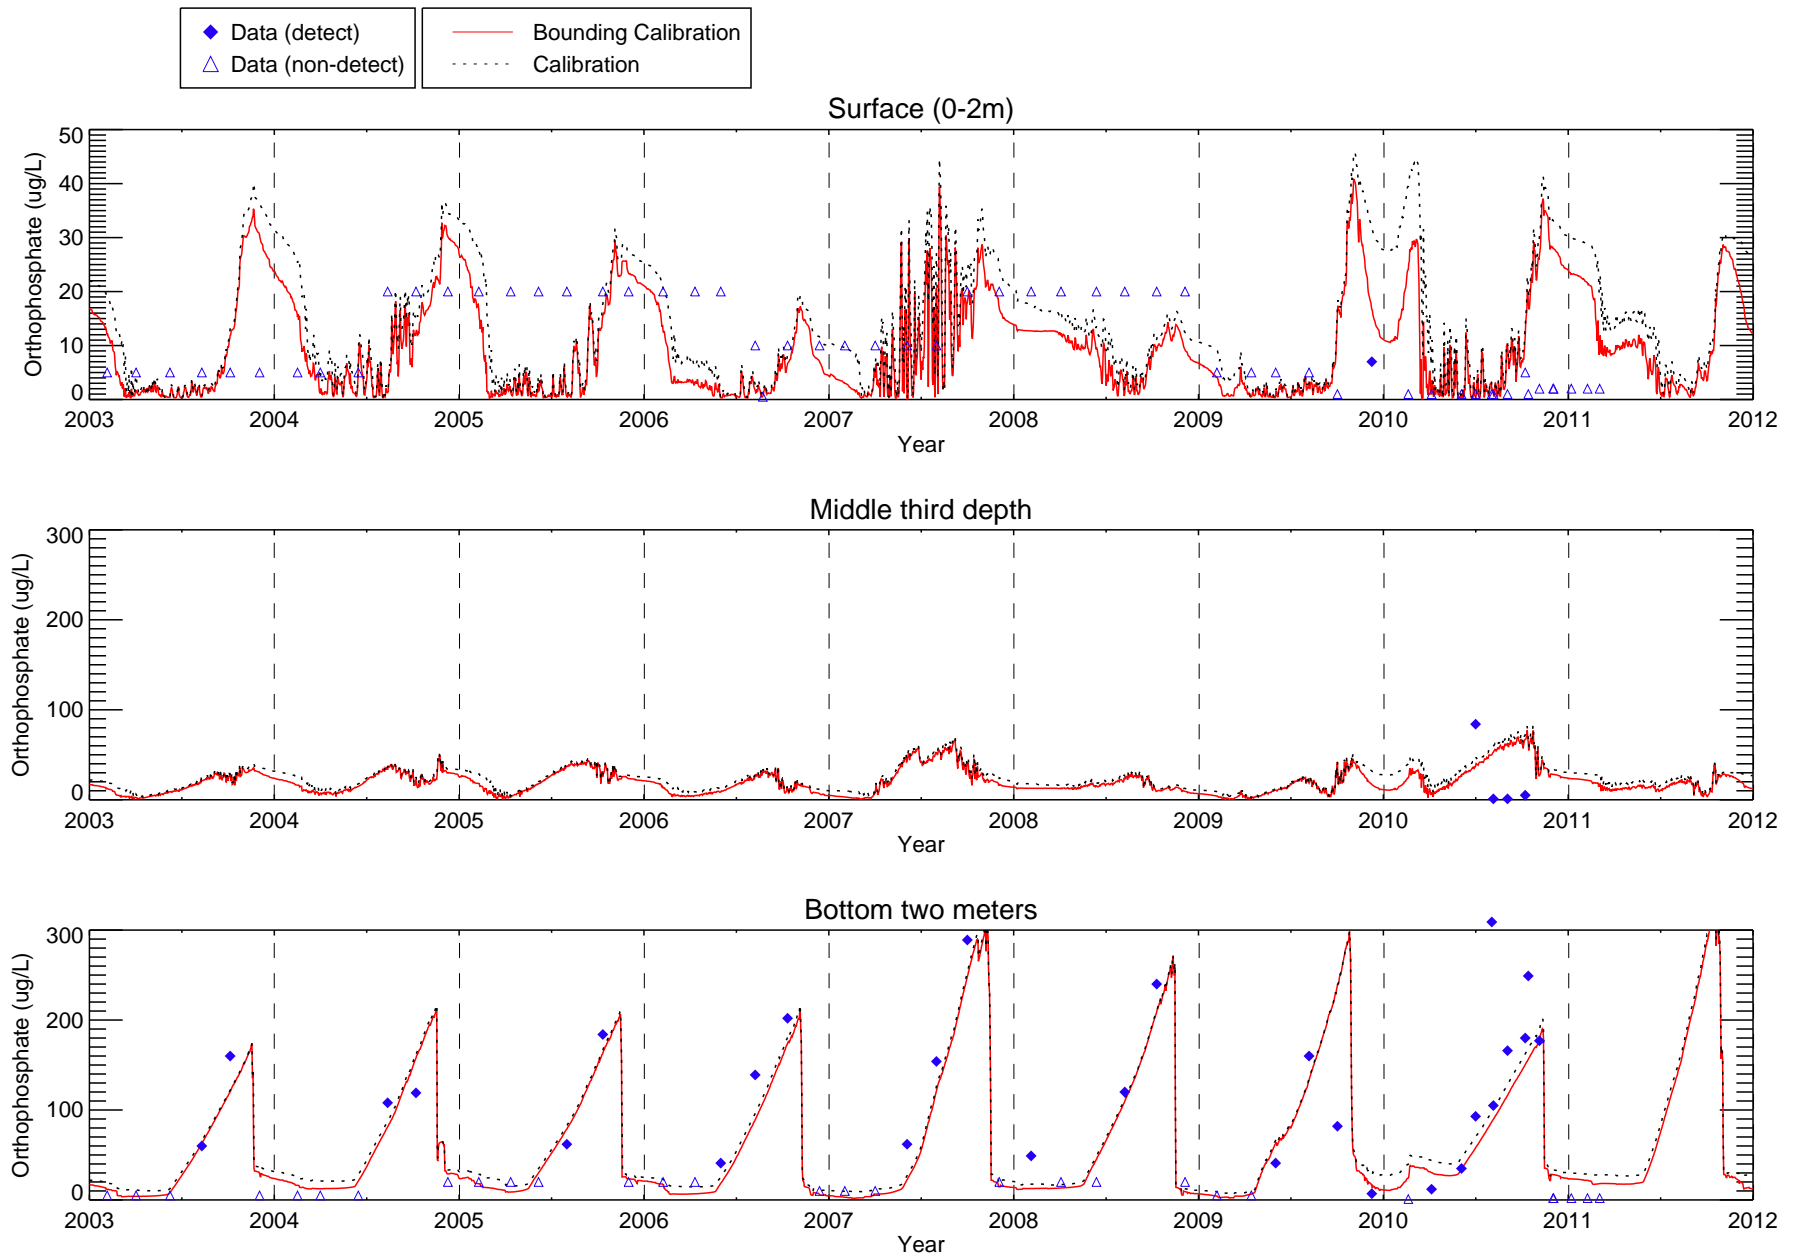 Data (detect)
Data (non-detect)
Bounding Calibration
Calibration
Surface (0-2m)
Orthophosphate (ug/L)
50
40
30
20
10
0
2003 2004 2005 2006 2007 2008 2009 2010 2011 2012
Year
Middle third depth
Orthophosphate (ug/L)
300
200
100
0
2003 2004 2005 2006 2007 2008 2009 2010 2011 2012
Year
Bottom two meters
Orthophosphate (ug/L)
300
200
100
0
2003 2004 2005 2006 2007 2008 2009 2010 2011 2012
Year